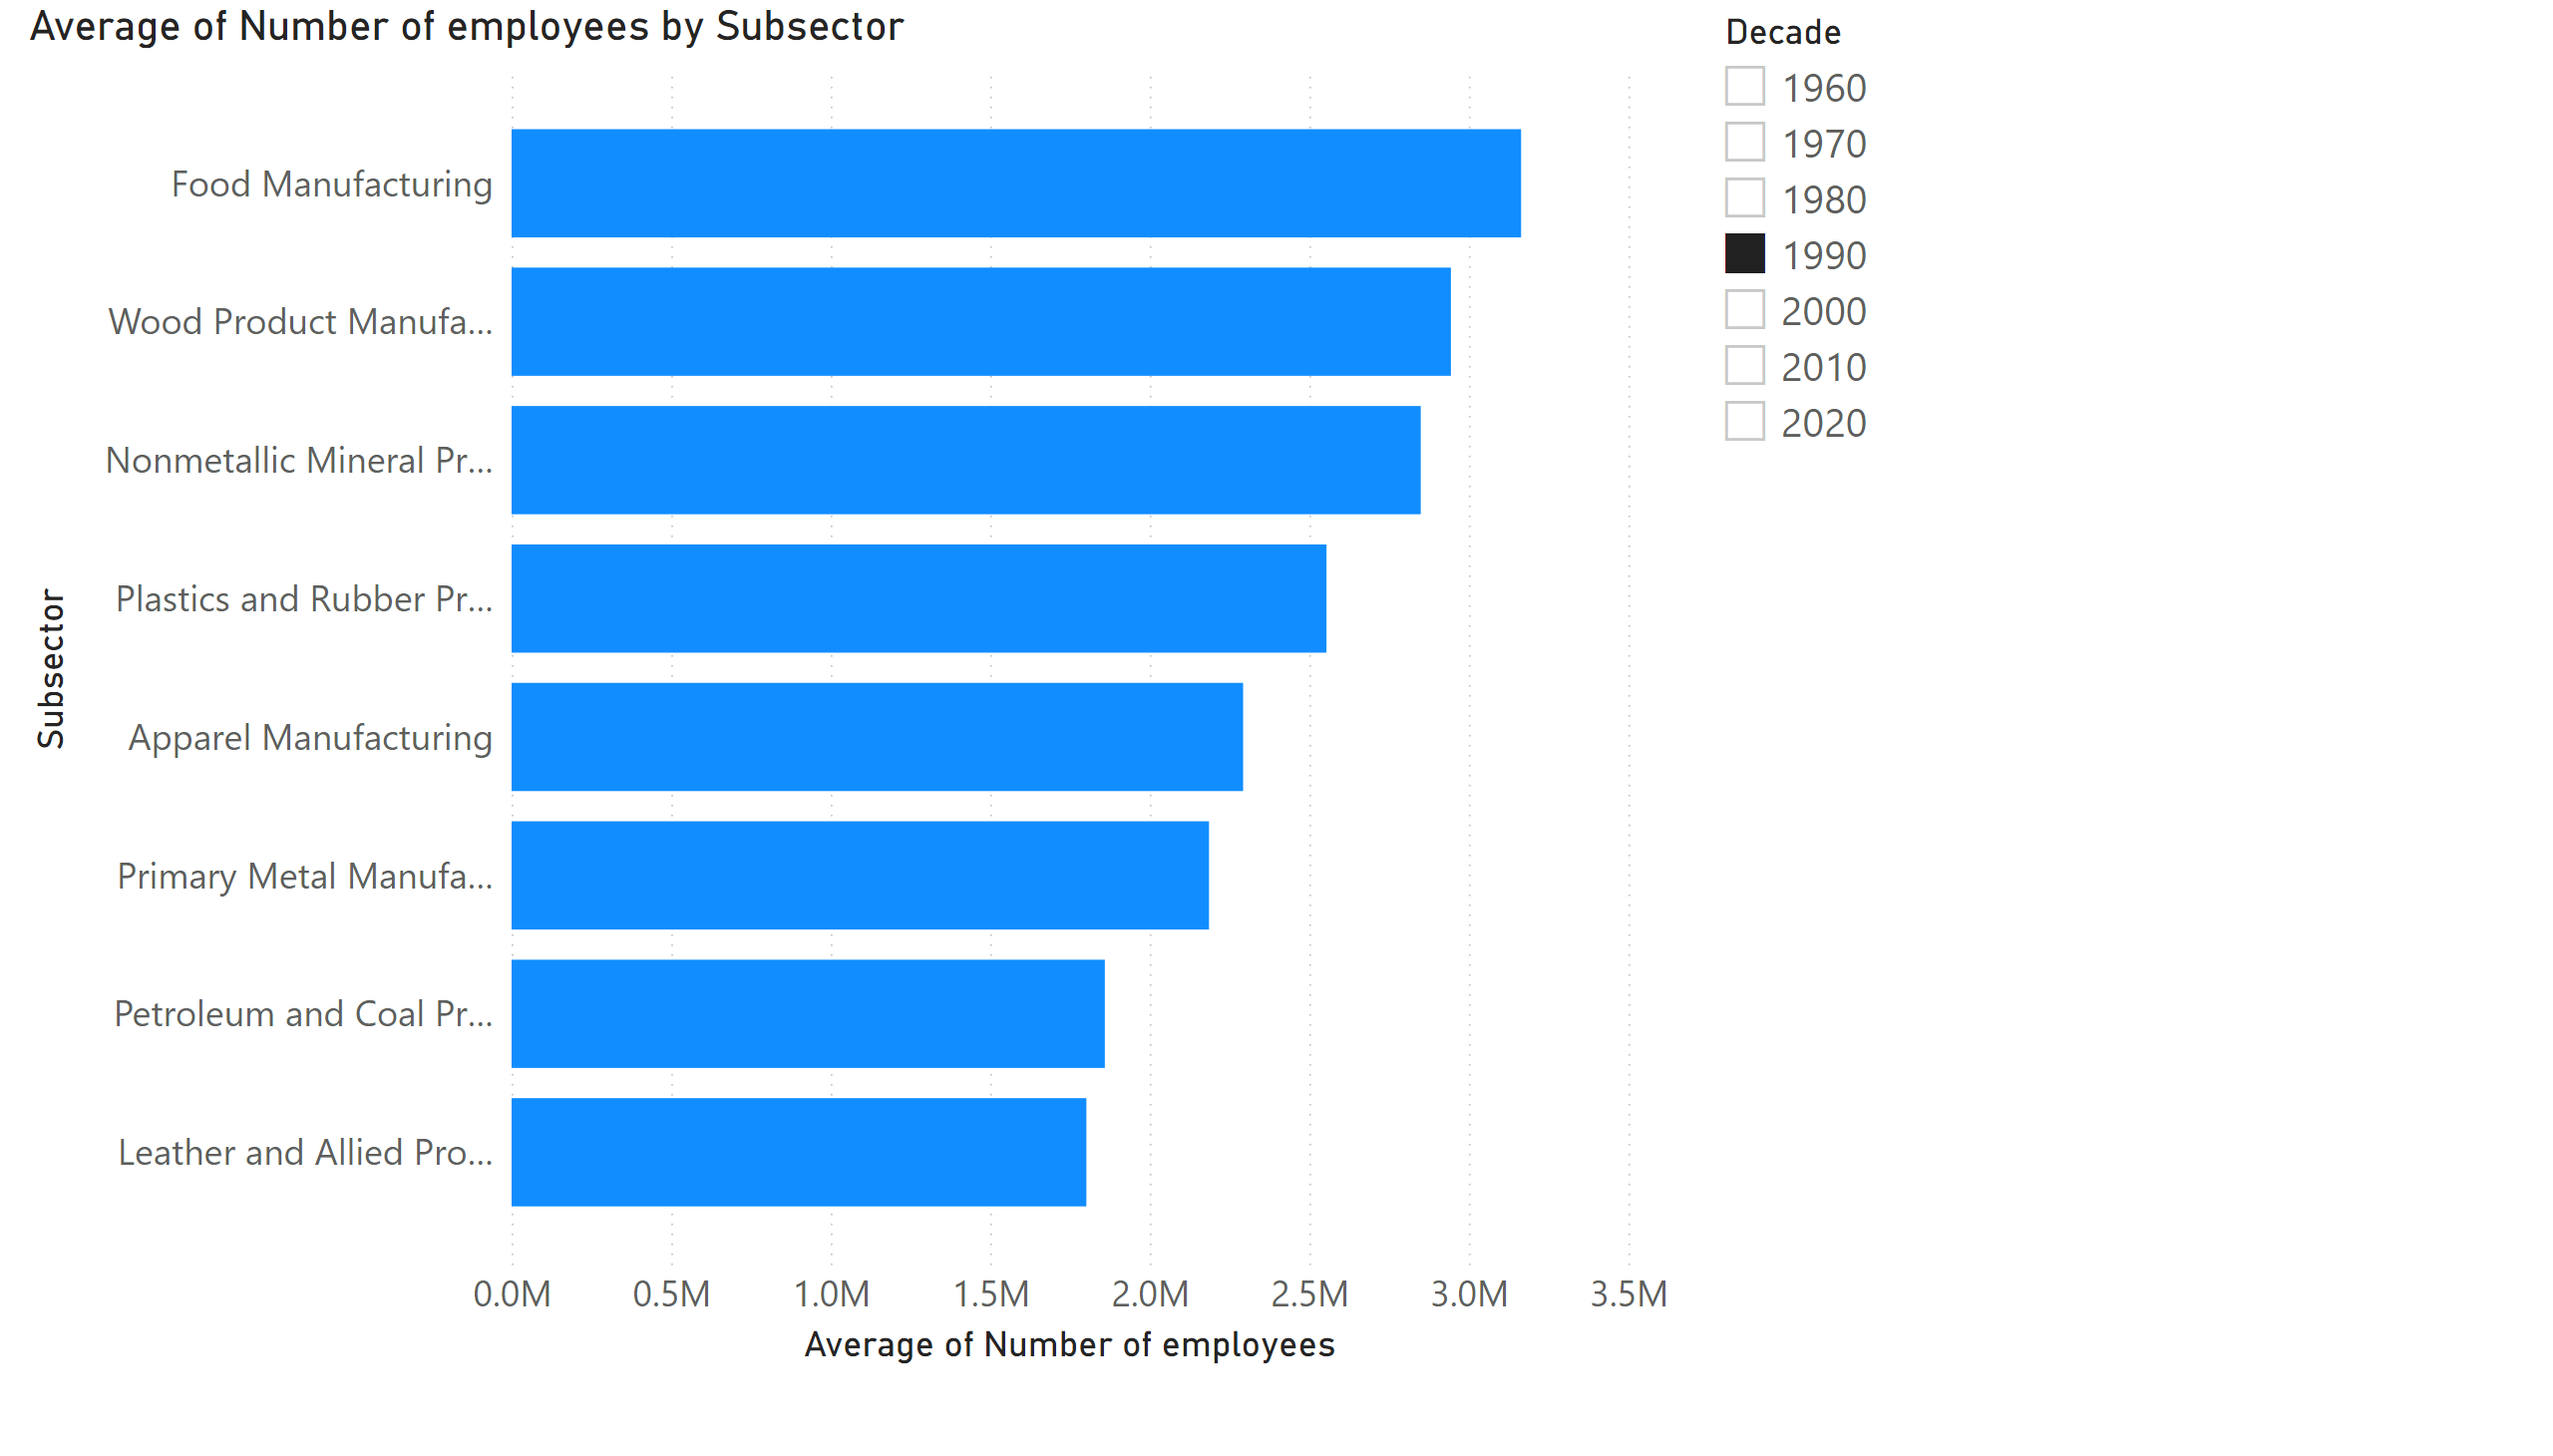 Average of Number of employees by Subsector
Decade
1960
1970
1980
1990
2000
2010
2020
Subsector
Food Manufacturing
Wood Product Manufa...
Nonmetallic Mineral Pr...
Plastics and Rubber Pr...
Apparel Manufacturing
Primary Metal Manufa...
Petroleum and Coal Pr...
Leather and Allied Pro...
0.0M 0.5M 1.0M 1.5M 2.0M 2.5M 3.0M 3.5M
Average of Number of employees